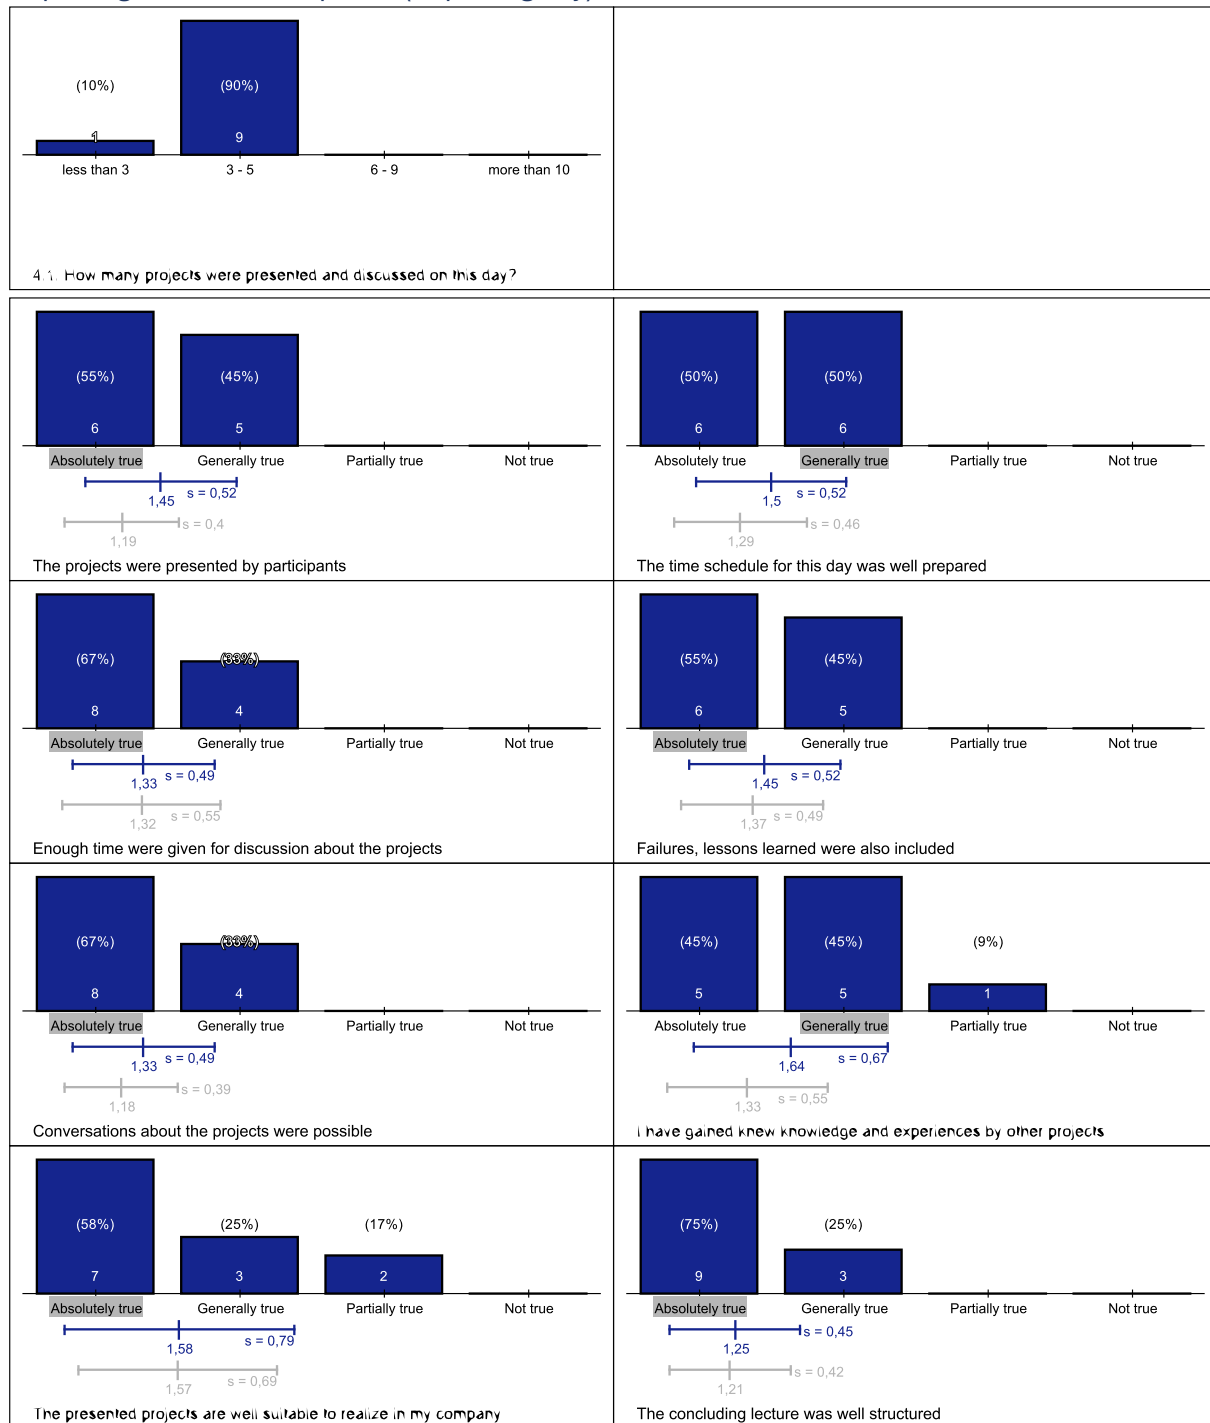 (10%) (90%)
1 9
less than 3 3 - 5 6 - 9 more than 10
4.1. How many projects were presented and discussed on this day?
(55%) (45%)
6 5
Absolutely true Generally true Partially true Not true
s = 0,52
1,45
s = 0,4
1,19
The projects were presented by participants
(50%) (50%)
6 6
Absolutely true Generally true Partially true Not true
s = 0,52
1,5
s = 0,46
1,29
The time schedule for this day was well prepared
(67%) (33%)
8 4
Absolutely true Generally true Partially true Not true
s = 0,49
1,33
s = 0,55
1,32
Enough time were given for discussion about the projects
(55%) (45%)
6 5
Absolutely true Generally true Partially true Not true
s = 0,52
1,45
s = 0,49
1,37
Failures, lessons learned were also included
(67%) (33%)
8 4
Absolutely true Generally true Partially true Not true
s = 0,49
1,33
s = 0,39
1,18
Conversations about the projects were possible
(45%) (45%) (9%)
5 5 1
Absolutely true Generally true Partially true Not true
s = 0,67
1,64
s = 0,55
1,33
I have gained knew knowledge and experiences by other projects
(58%) (25%) (17%)
7 3 2
Absolutely true Generally true Partially true Not true
s = 0,79
1,58
s = 0,69
1,57
The presented projects are well suitable to realize in my company
(75%) (25%)
9 3
Absolutely true Generally true Partially true Not true
s = 0,45
1,25
s = 0,42
1,21
The concluding lecture was well structured